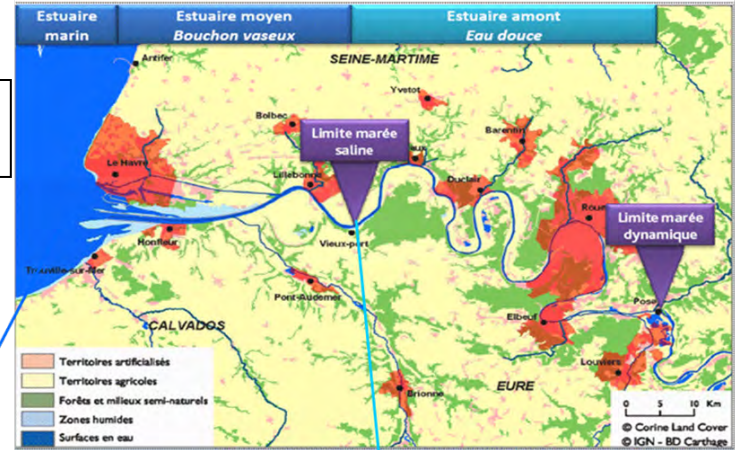 Estuaire
marin
Estuaire moyen
Bouchon vaseux
Estuaire amont
Eau douce
Antifer
SEINE-MARTIME
Yvetot
Bolbec
Limite marée
saline
Barentin
Le Havre
Lillebonne
Duclair
Limite marée
dynamique
Honfleur
Vieux-port
Trouville-sur-Mer
Pont-Audemer
Elbeuf
CALVADOS
Louviers
EURE
Brionne
Territoires artificialisés
Territoires agricoles
Forêts et milieux semi-naturels
Zones humides
Surfaces en eau
0 5 10 Km
© Corine Land Cover
© IGN - BD Carthage